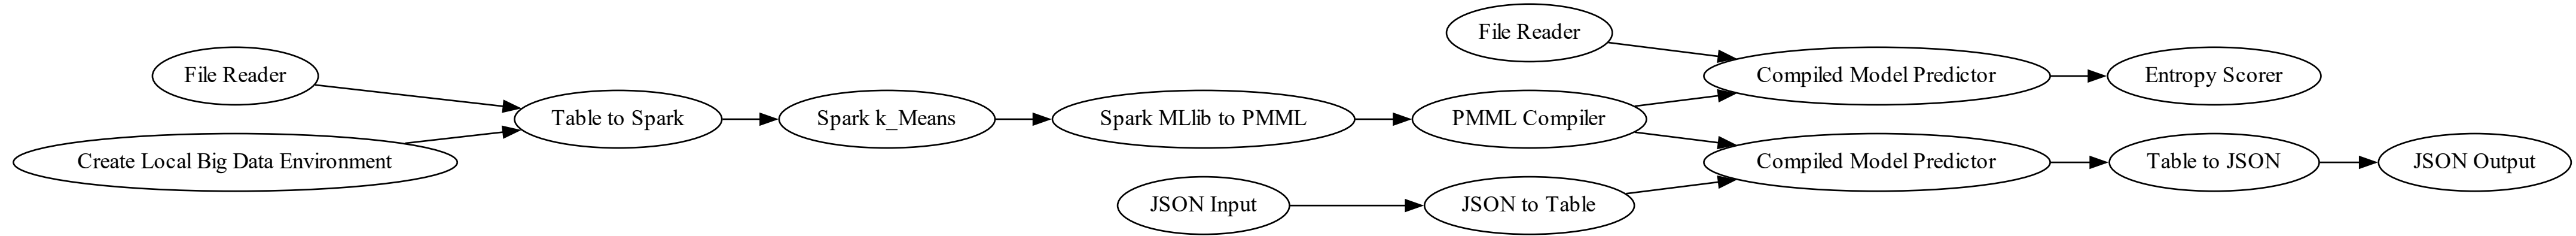 File Reader
Create Local Big Data Environment
Table to Spark
Spark k_Means
Spark MLlib to PMML
PMML Compiler
File Reader
Compiled Model Predictor
Entropy Scorer
JSON Input
JSON to Table
Compiled Model Predictor
Table to JSON
JSON Output